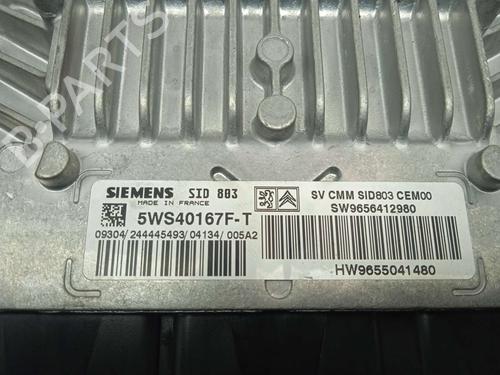 B-PARTS
SIEMENS SID 803
MADE IN FRANCE
5WS40167F-T
09304/244445493/04134/005A2
SV CMM SID803 CEM00
SW9656412980
HW9655041480